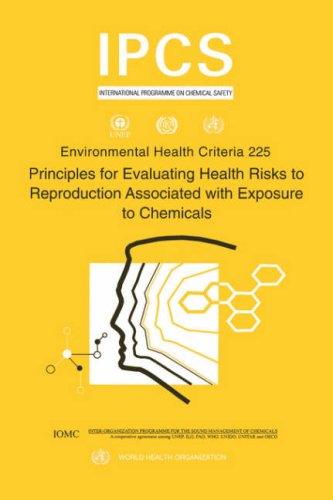 IPCS
INTERNATIONAL PROGRAMME ON CHEMICAL SAFETY
UNEP
Environmental Health Criteria 225
Principles for Evaluating Health Risks to
Reproduction Associated with Exposure
to Chemicals
IOMC
INTER-ORGANIZATION PROGRAMME FOR THE SOUND MANAGEMENT OF CHEMICALS
A cooperative agreement among UNEP, ILO, FAO, WHO, UNIDO, UNITAR and OECD
WORLD HEALTH ORGANIZATION